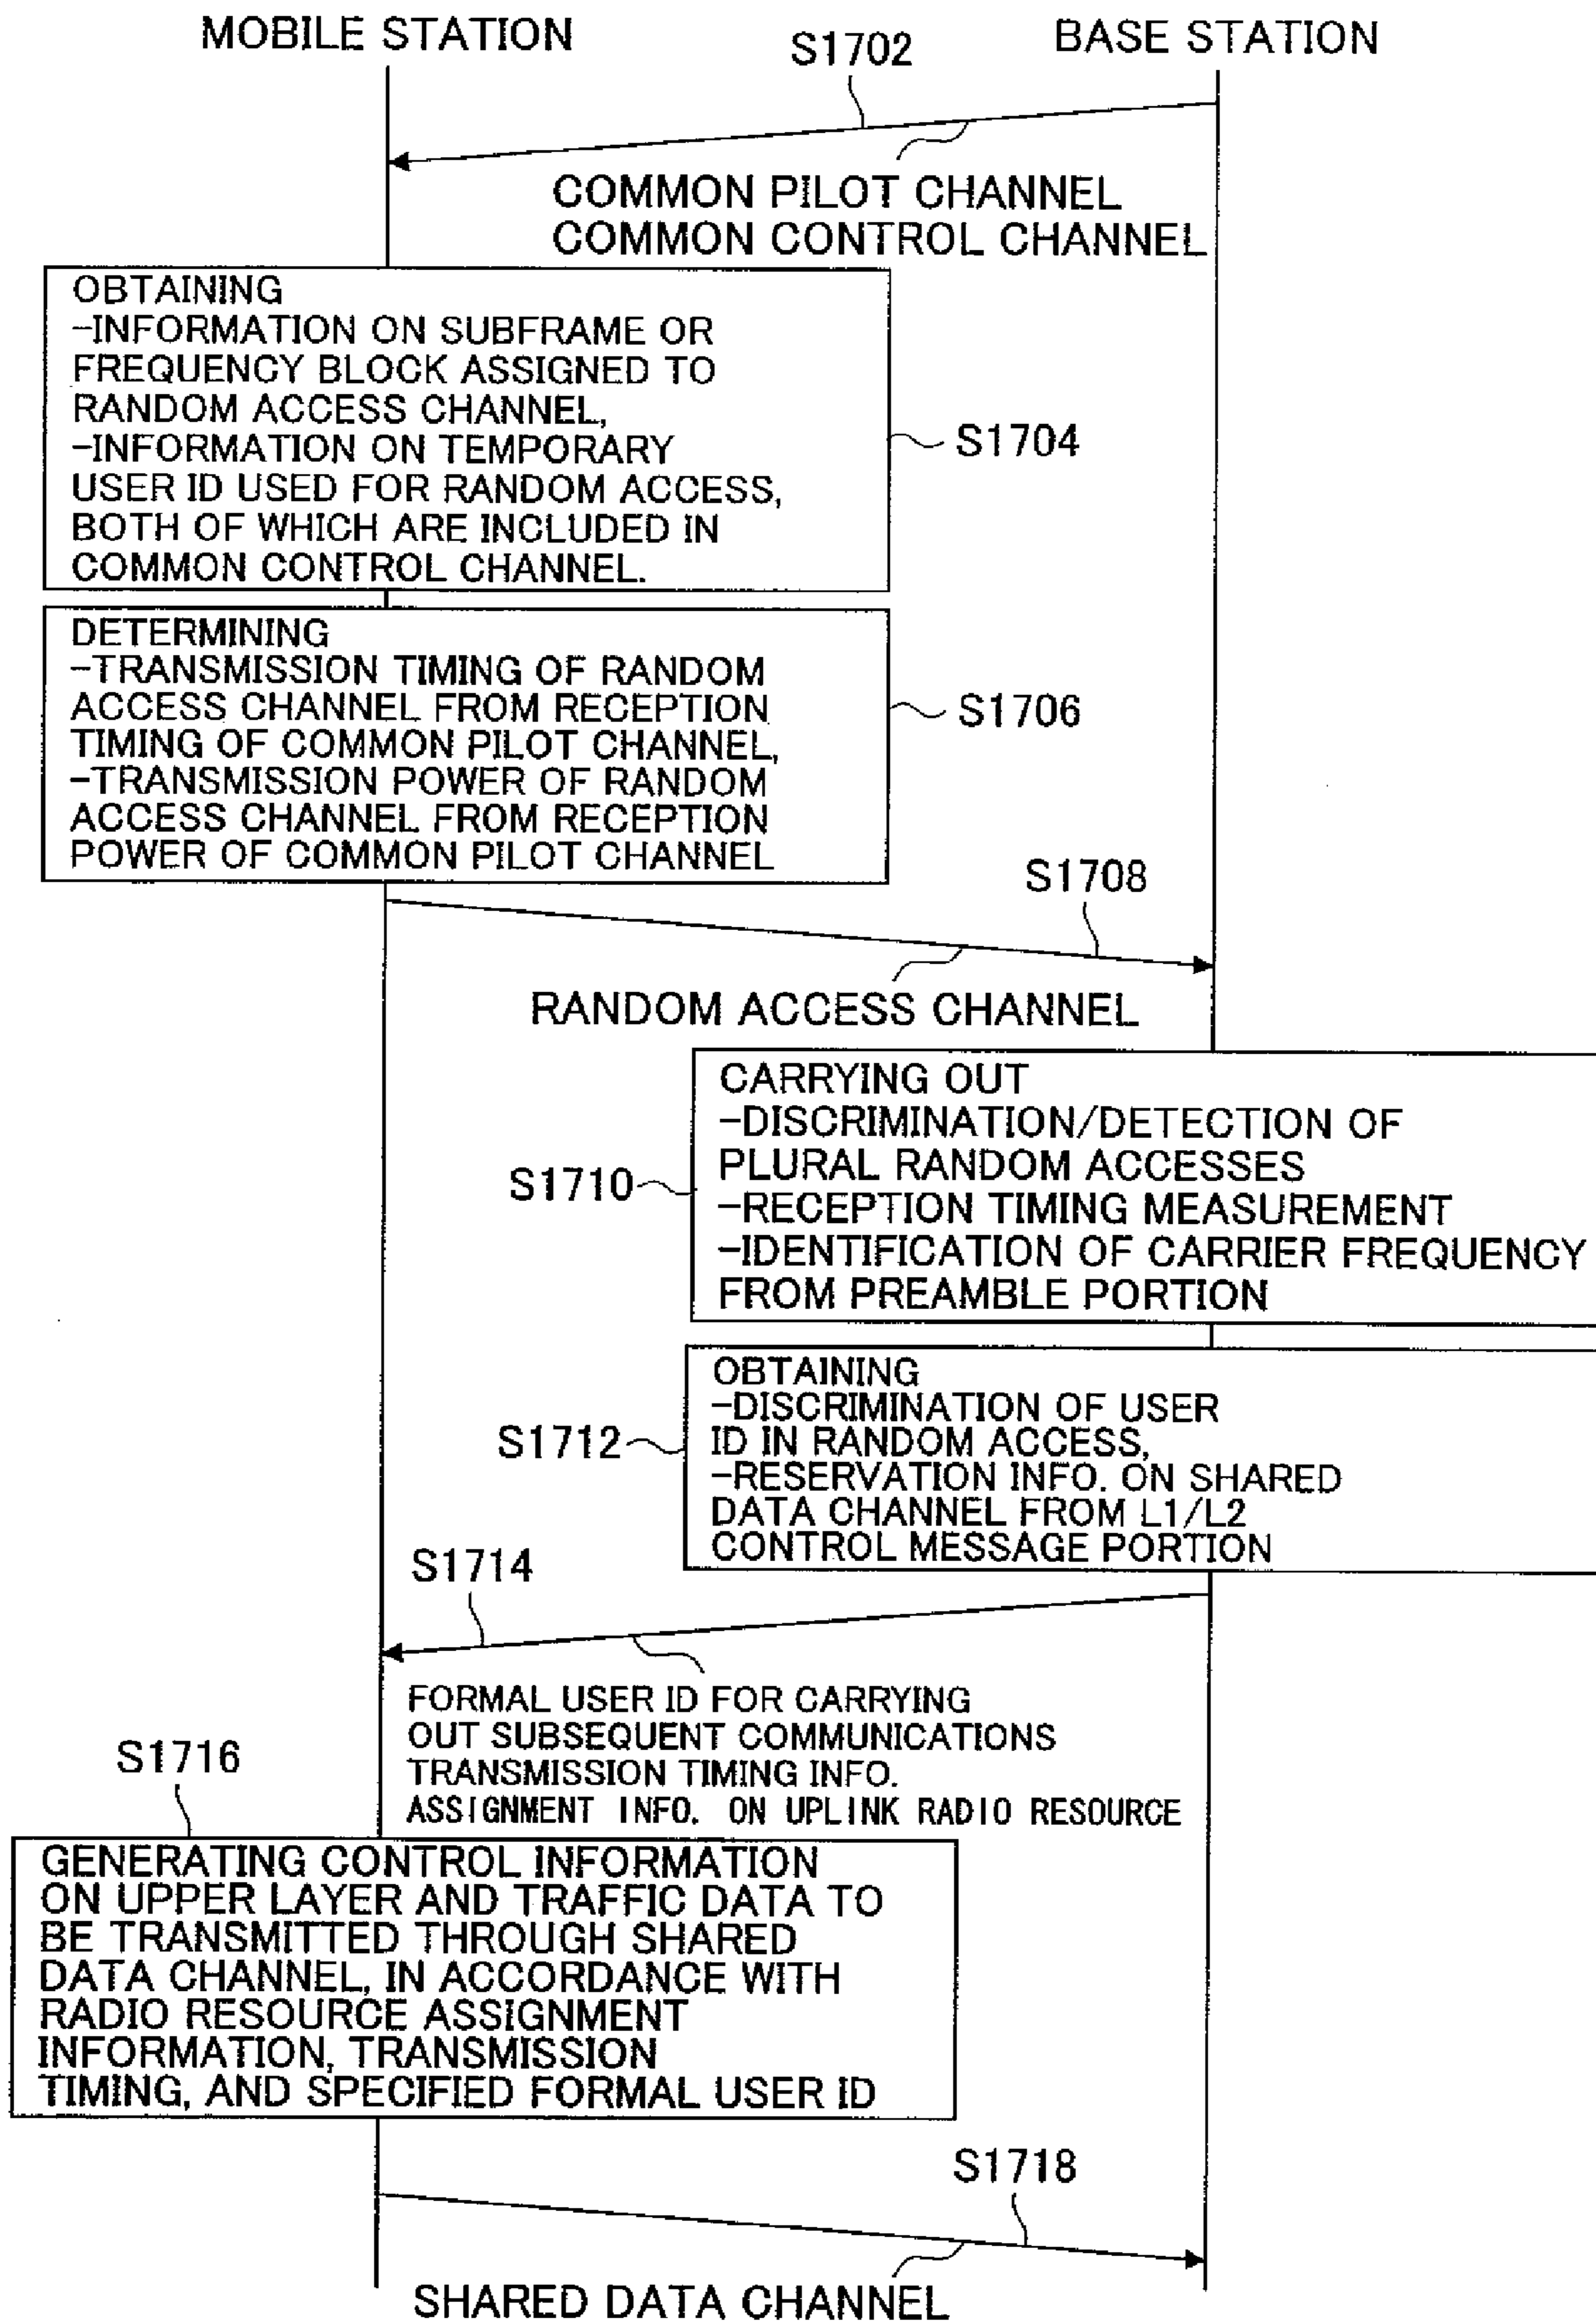 MOBILE STATION
BASE STATION
S1702
COMMON PILOT CHANNEL
COMMON CONTROL CHANNEL
OBTAINING
-INFORMATION ON SUBFRAME OR
FREQUENCY BLOCK ASSIGNED TO
RANDOM ACCESS CHANNEL,
-INFORMATION ON TEMPORARY
USER ID USED FOR RANDOM ACCESS,
BOTH OF WHICH ARE INCLUDED IN
COMMON CONTROL CHANNEL.
S1704
DETERMINING
-TRANSMISSION TIMING OF RANDOM
ACCESS CHANNEL FROM RECEPTION
TIMING OF COMMON PILOT CHANNEL,
-TRANSMISSION POWER OF RANDOM
ACCESS CHANNEL FROM RECEPTION
POWER OF COMMON PILOT CHANNEL
S1706
S1708
RANDOM ACCESS CHANNEL
CARRYING OUT
-DISCRIMINATION/DETECTION OF
PLURAL RANDOM ACCESSES
-RECEPTION TIMING MEASUREMENT
-IDENTIFICATION OF CARRIER FREQUENCY
FROM PREAMBLE PORTION
S1710
OBTAINING
-DISCRIMINATION OF USER
ID IN RANDOM ACCESS,
-RESERVATION INFO. ON SHARED
DATA CHANNEL FROM L1/L2
CONTROL MESSAGE PORTION
S1712
S1714
FORMAL USER ID FOR CARRYING
OUT SUBSEQUENT COMMUNICATIONS
TRANSMISSION TIMING INFO.
ASSIGNMENT INFO. ON UPLINK RADIO RESOURCE
S1716
GENERATING CONTROL INFORMATION
ON UPPER LAYER AND TRAFFIC DATA TO
BE TRANSMITTED THROUGH SHARED
DATA CHANNEL, IN ACCORDANCE WITH
RADIO RESOURCE ASSIGNMENT
INFORMATION, TRANSMISSION
TIMING, AND SPECIFIED FORMAL USER ID
S1718
SHARED DATA CHANNEL